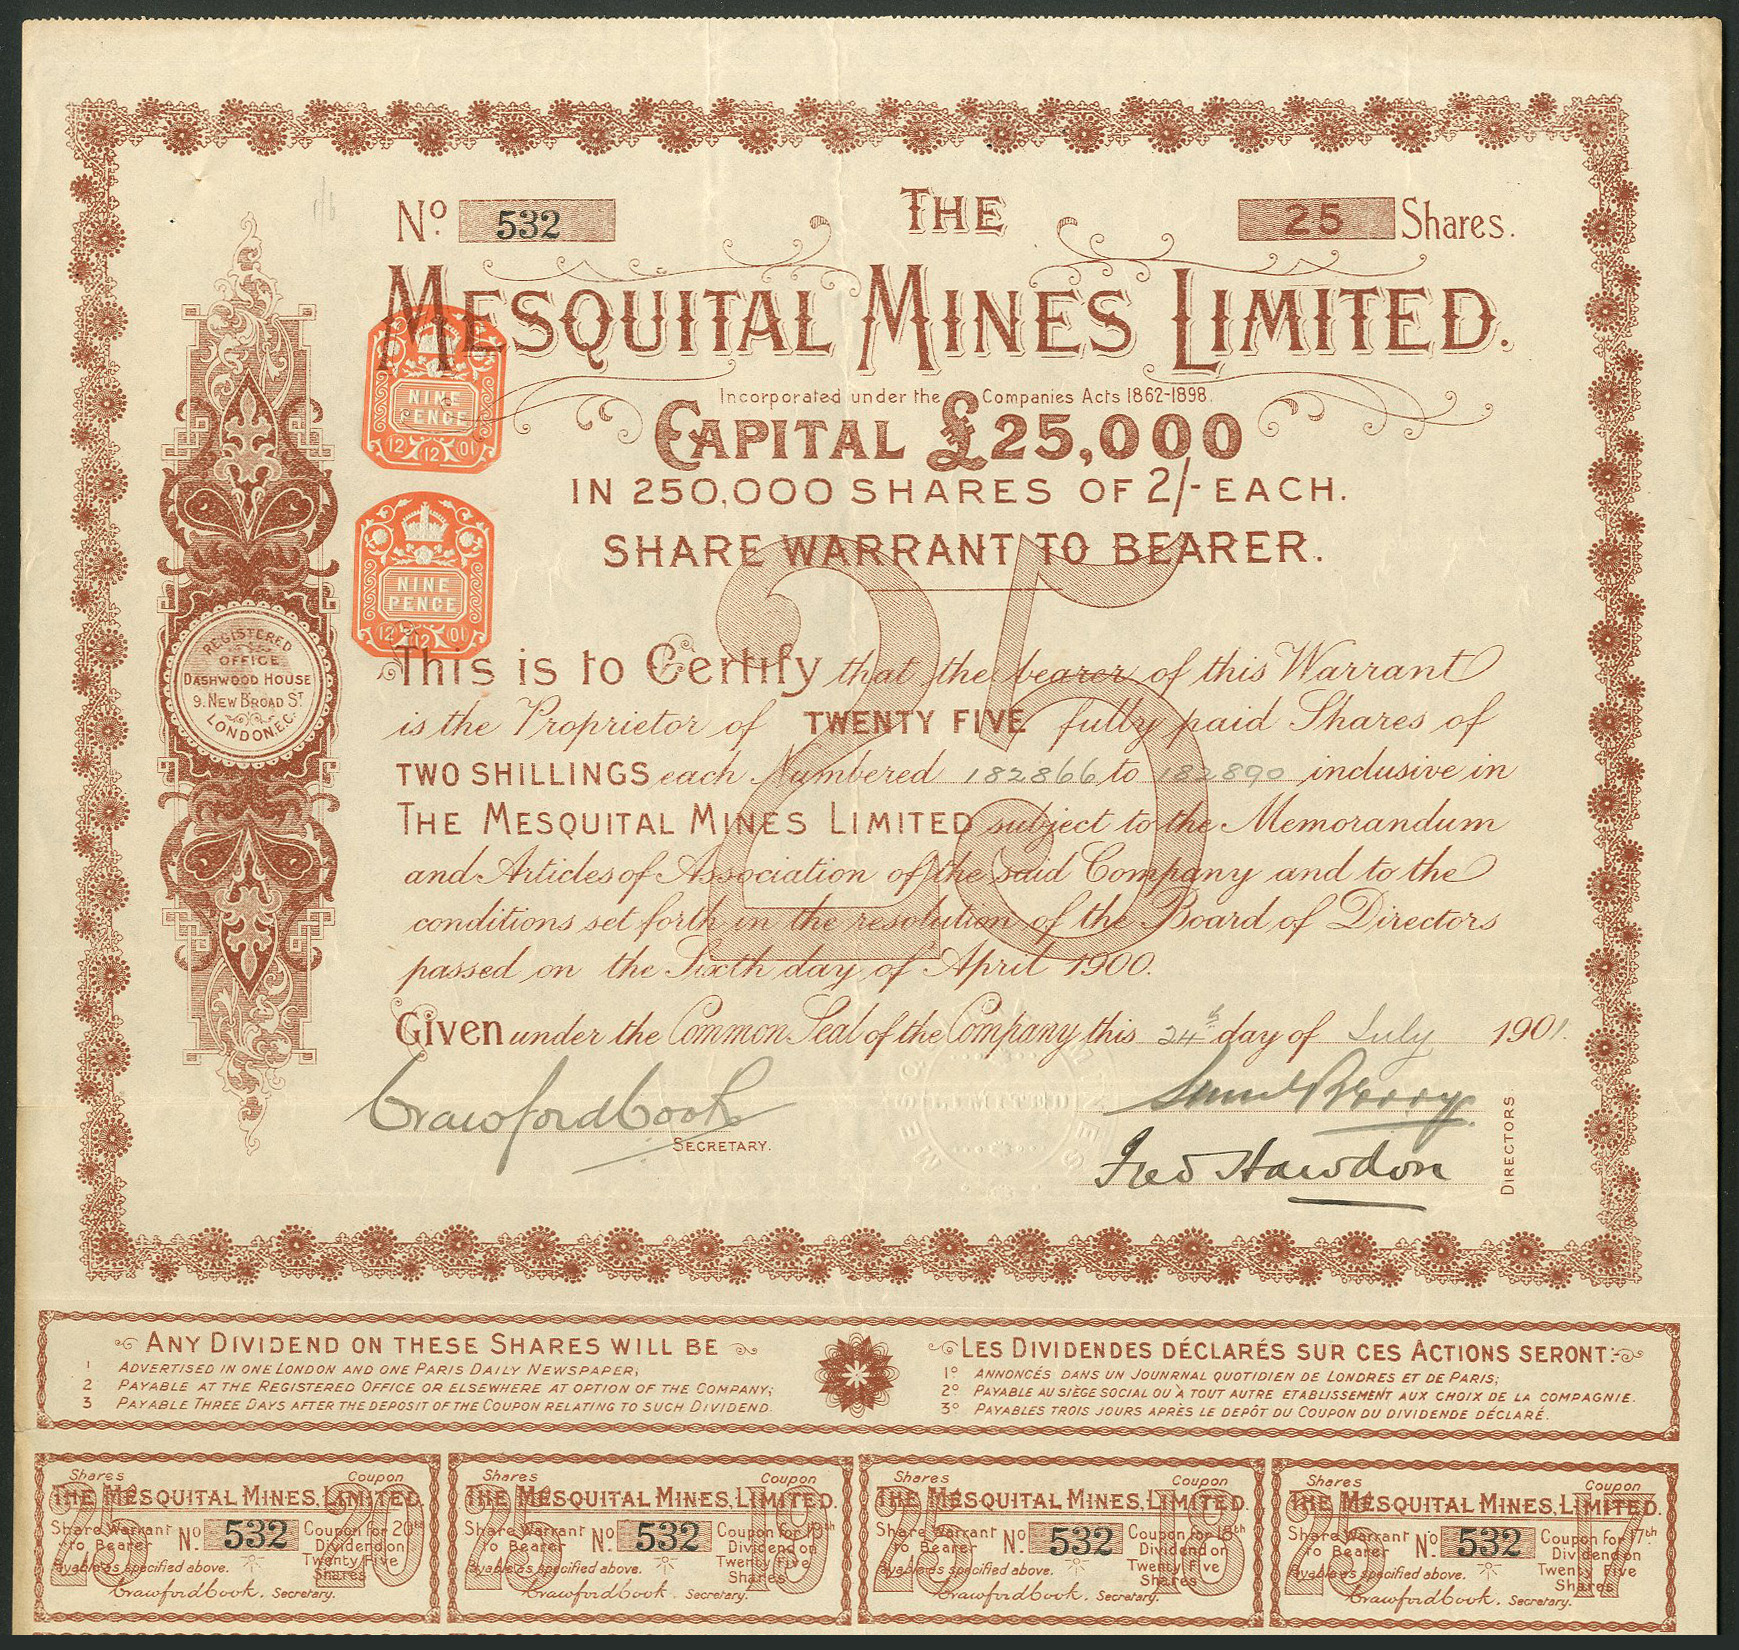 No. 532
THE
25 Shares.
MESQUITAL MINES LIMITED.
Incorporated under the Companies Acts 1862-1898.
CAPITAL £25,000
IN 250,000 SHARES OF 2/- EACH.
SHARE WARRANT TO BEARER.
NINE
PENCE
12 12 01
NINE
PENCE
12 12 01
REGISTERED
OFFICE
DASHWOOD HOUSE
9. NEW BROAD ST
LONDON.E.C.
25
This is to Certify that the bearer of this Warrant
is the Proprietor of TWENTY FIVE fully paid Shares of
TWO SHILLINGS each Numbered 182866 to 182890 inclusive in
THE MESQUITAL MINES LIMITED subject to the Memorandum
and Articles of Association of the said Company and to the
conditions set forth in the resolution of the Board of Directors
passed on the Sixth day of April 1900.
Given under the Common Seal of the Company this 24th day of July 1901.
Crawford Cook
SECRETARY.
LIMITED
Saml Berry
Fred Hawdon
DIRECTORS
ANY DIVIDEND ON THESE SHARES WILL BE
1 ADVERTISED IN ONE LONDON AND ONE PARIS DAILY NEWSPAPER;
2 PAYABLE AT THE REGISTERED OFFICE OR ELSEWHERE AT OPTION OF THE COMPANY;
3 PAYABLE THREE DAYS AFTER THE DEPOSIT OF THE COUPON RELATING TO SUCH DIVIDEND.
LES DIVIDENDES DÉCLARÉS SUR CES ACTIONS SERONT:
1º ANNONCÉS DANS UN JOUNRNAL QUOTIDIEN DE LONDRES ET DE PARIS;
2º PAYABLE AU SIÈGE SOCIAL OU À TOUT AUTRE ETABLISSEMENT AUX CHOIX DE LA COMPAGNIE.
3º PAYABLES TROIS JOURS APRÈS LE DEPÔT DU COUPON DU DIVIDENDE DÉCLARÉ.
Shares Coupon
25 20
THE MESQUITAL MINES, LIMITED.
Share Warrant to Bearer No. 532 Coupon for 20th
Dividend on
Twenty Five
Shares
Payable as specified above.
Crawford Cook. Secretary.
Shares Coupon
25 19
THE MESQUITAL MINES, LIMITED.
Share Warrant to Bearer No. 532 Coupon for 19th
Dividend on
Twenty Five
Shares
Payable as specified above.
Crawford Cook. Secretary.
Shares Coupon
25 18
THE MESQUITAL MINES, LIMITED.
Share Warrant to Bearer No. 532 Coupon for 18th
Dividend on
Twenty Five
Shares
Payable as specified above.
Crawford Cook. Secretary.
Shares Coupon
25 17
THE MESQUITAL MINES, LIMITED.
Share Warrant to Bearer No. 532 Coupon for 17th
Dividend on
Twenty Five
Shares
Payable as specified above.
Crawford Cook. Secretary.